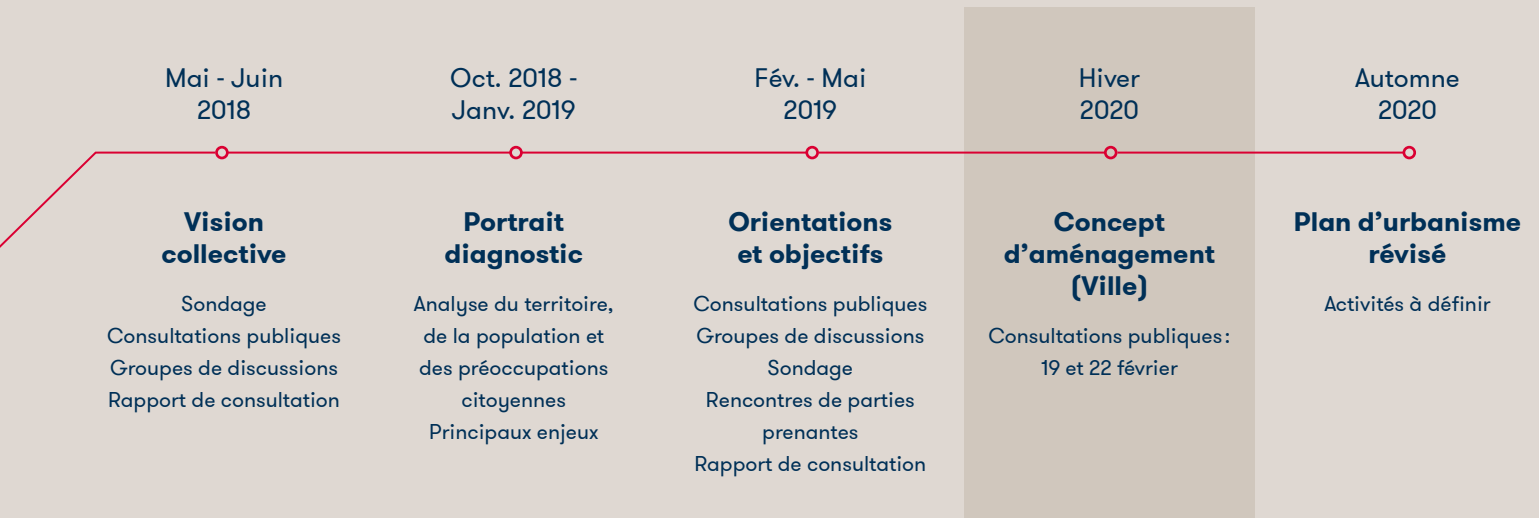 Mai - Juin
2018
Vision
collective
Sondage
Consultations publiques
Groupes de discussions
Rapport de consultation
Oct. 2018 -
Janv. 2019
Portrait
diagnostic
Analyse du territoire,
de la population et
des préoccupations
citoyennes
Principaux enjeux
Fév. - Mai
2019
Orientations
et objectifs
Consultations publiques
Groupes de discussions
Sondage
Rencontres de parties
prenantes
Rapport de consultation
Hiver
2020
Concept
d’aménagement
(Ville)
Consultations publiques :
19 et 22 février
Automne
2020
Plan d’urbanisme
révisé
Activités à définir